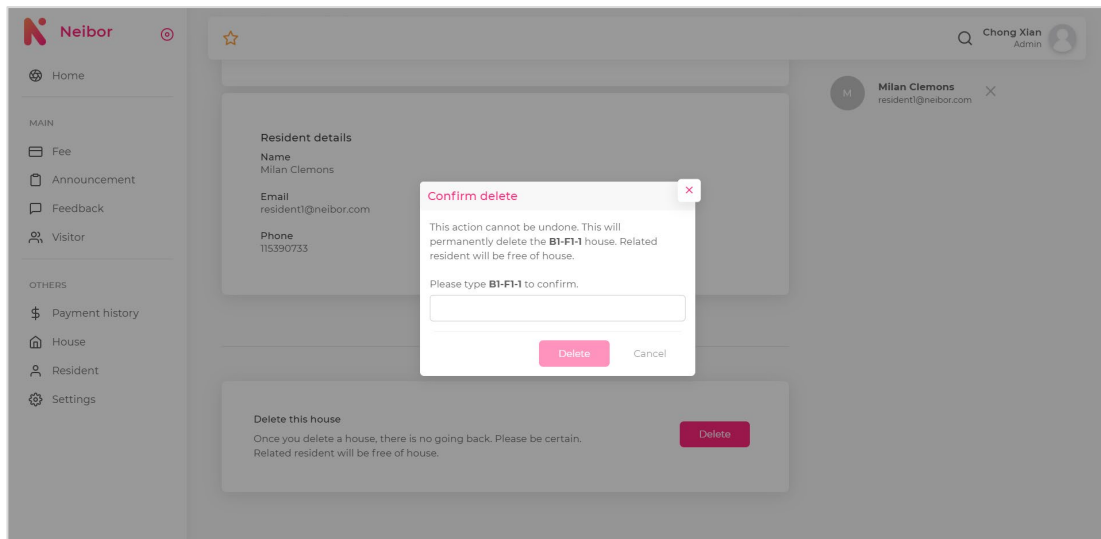 Neibor
Home
MAIN
Fee
Announcement
Feedback
Visitor
OTHERS
Payment history
House
Resident
Settings
Chong Xian
Admin
M
Milan Clemons
resident1@neibor.com
Resident details
Name
Milan Clemons
Email
resident1@neibor.com
Phone
115390733
Confirm delete
This action cannot be undone. This will
permanently delete the B1-F1-1 house. Related
resident will be free of house.
Please type B1-F1-1 to confirm.
Delete
Cancel
Delete this house
Once you delete a house, there is no going back. Please be certain.
Related resident will be free of house.
Delete